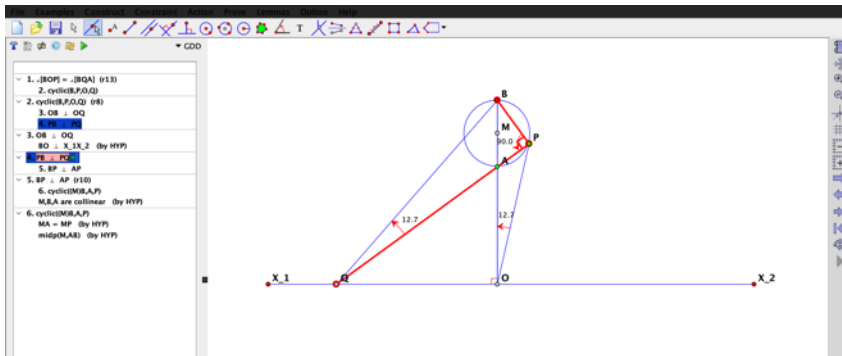 File Examples Construct Constraint Action Prove Lemmas Option Help
GDD
1. ∠[BOP] = ∠[BQA] (r13)
2. cyclic(B,P,O,Q)
2. cyclic(B,P,O,Q) (r8)
3. OB ⊥ OQ
4. PB ⊥ PQ
3. OB ⊥ OQ
BO ⊥ X_1X_2 (by HYP)
4. PB ⊥ PQ
5. BP ⊥ AP
5. BP ⊥ AP (r10)
6. cyclic((M)B,A,P)
M,B,A are collinear (by HYP)
6. cyclic((M)B,A,P)
MA = MP (by HYP)
midp(M,AB) (by HYP)
B
M
P
90.0
A
12.7
12.7
X_1
Q
O
X_2